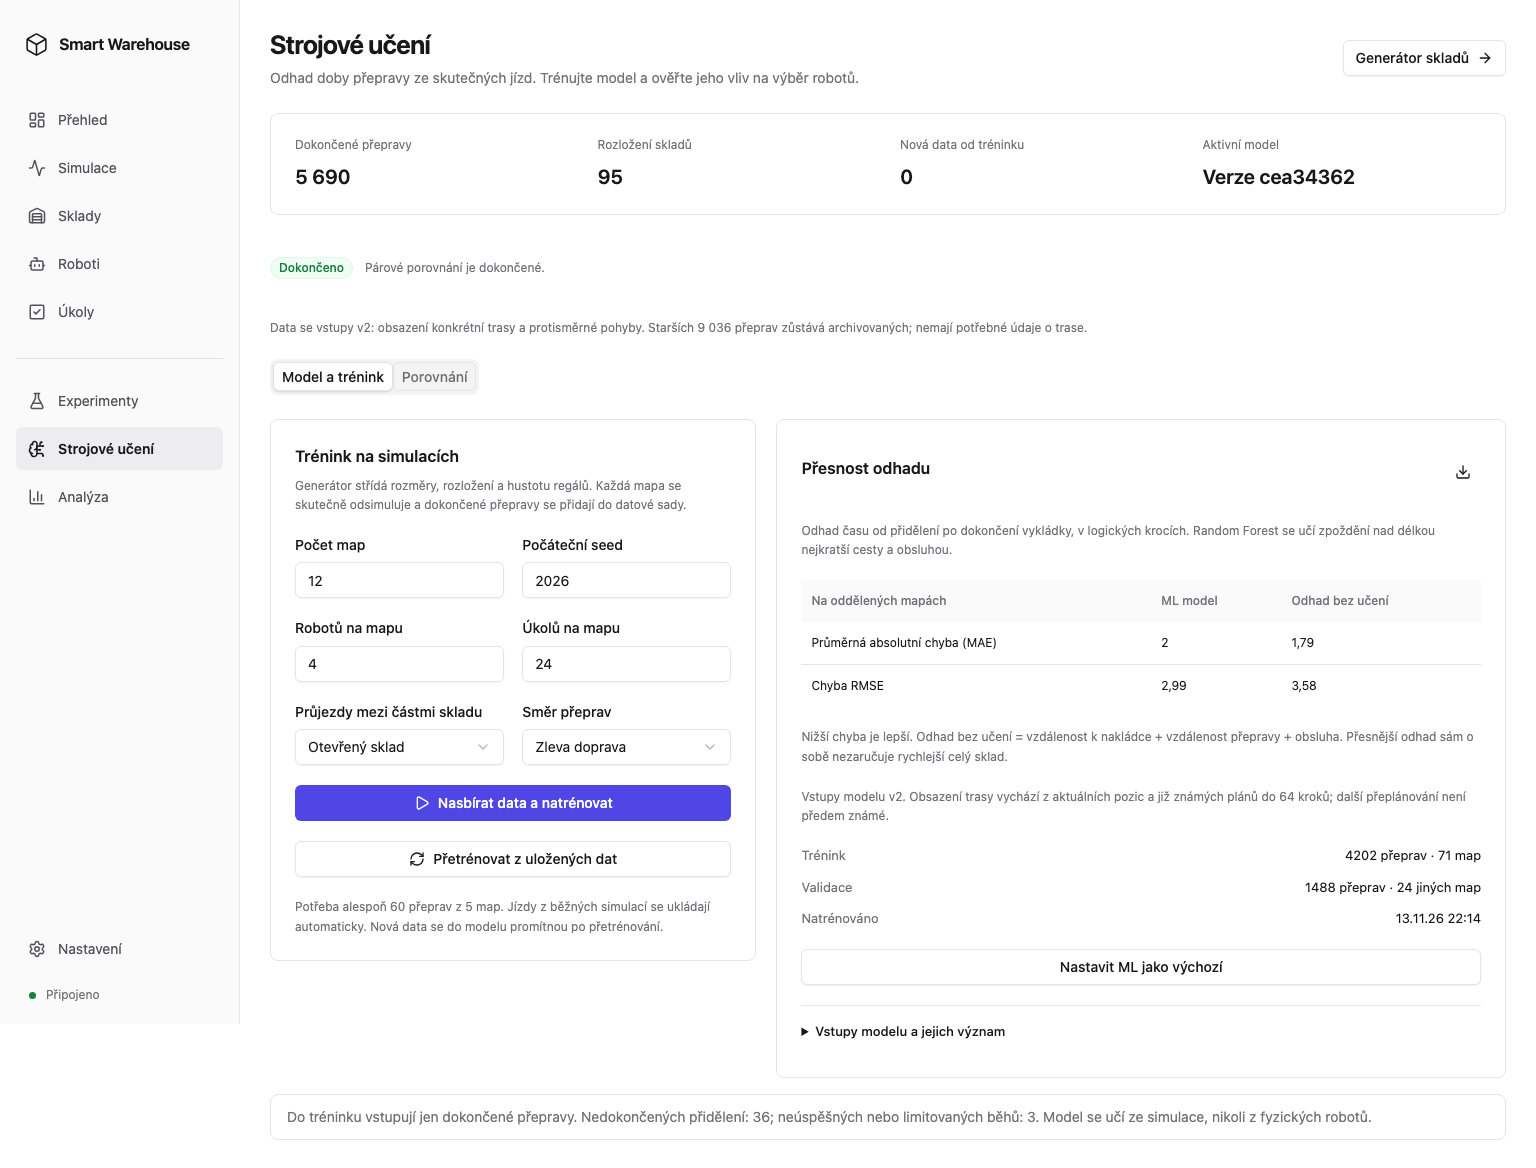 Smart Warehouse
Přehled
Simulace
Sklady
Roboti
Úkoly
Experimenty
Strojové učení
Analýza
Nastavení
Připojeno
Strojové učení
Odhad doby přepravy ze skutečných jízd. Trénujte model a ověřte jeho vliv na výběr robotů.
Generátor skladů
Dokončené přepravy
5 690
Rozložení skladů
95
Nová data od tréninku
0
Aktivní model
Verze cea34362
Dokončeno
Párové porovnání je dokončené.
Data se vstupy v2: obsazení konkrétní trasy a protisměrné pohyby. Starších 9 036 přeprav zůstává archivovaných; nemají potřebné údaje o trase.
Model a trénink
Porovnání
Trénink na simulacích
Generátor střídá rozměry, rozložení a hustotu regálů. Každá mapa se
skutečně odsimuluje a dokončené přepravy se přidají do datové sady.
Počet map
12
Počáteční seed
2026
Robotů na mapu
4
Úkolů na mapu
24
Průjezdy mezi částmi skladu
Otevřený sklad
Směr přeprav
Zleva doprava
Nasbírat data a natrénovat
Přetrénovat z uložených dat
Potřeba alespoň 60 přeprav z 5 map. Jízdy z běžných simulací se ukládají
automaticky. Nová data se do modelu promítnou po přetrénování.
Přesnost odhadu
Odhad času od přidělení po dokončení vykládky, v logických krocích. Random Forest se učí zpoždění nad délkou
nejkratší cesty a obsluhou.
Na oddělených mapách ML model Odhad bez učení
Průměrná absolutní chyba (MAE) 2 1,79
Chyba RMSE 2,99 3,58
Nižší chyba je lepší. Odhad bez učení = vzdálenost k nakládce + vzdálenost přepravy + obsluha. Přesnější odhad sám o
sobě nezaručuje rychlejší celý sklad.
Vstupy modelu v2. Obsazení trasy vychází z aktuálních pozic a již známých plánů do 64 kroků; další přeplánování není
předem známé.
Trénink 4202 přeprav · 71 map
Validace 1488 přeprav · 24 jiných map
Natrénováno 13.11.26 22:14
Nastavit ML jako výchozí
Vstupy modelu a jejich význam
Do tréninku vstupují jen dokončené přepravy. Nedokončených přidělení: 36; neúspěšných nebo limitovaných běhů: 3. Model se učí ze simulace, nikoli z fyzických robotů.